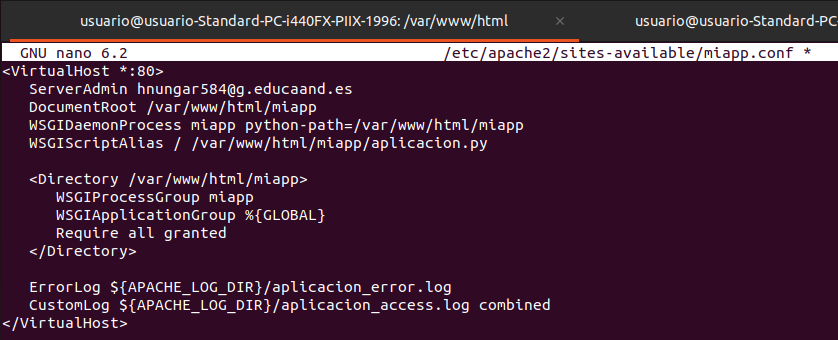 usuario@usuario-Standard-PC-i440FX-PIIX-1996: /var/www/html × usuario@usuario-Standard-PC-
GNU nano 6.2 /etc/apache2/sites-available/miapp.conf *
<VirtualHost *:80>
   ServerAdmin hnungar584@g.educaand.es
   DocumentRoot /var/www/html/miapp
   WSGIDaemonProcess miapp python-path=/var/www/html/miapp
   WSGIScriptAlias / /var/www/html/miapp/aplicacion.py

   <Directory /var/www/html/miapp>
      WSGIProcessGroup miapp
      WSGIApplicationGroup %{GLOBAL}
      Require all granted
   </Directory>

   ErrorLog ${APACHE_LOG_DIR}/aplicacion_error.log
   CustomLog ${APACHE_LOG_DIR}/aplicacion_access.log combined
</VirtualHost>